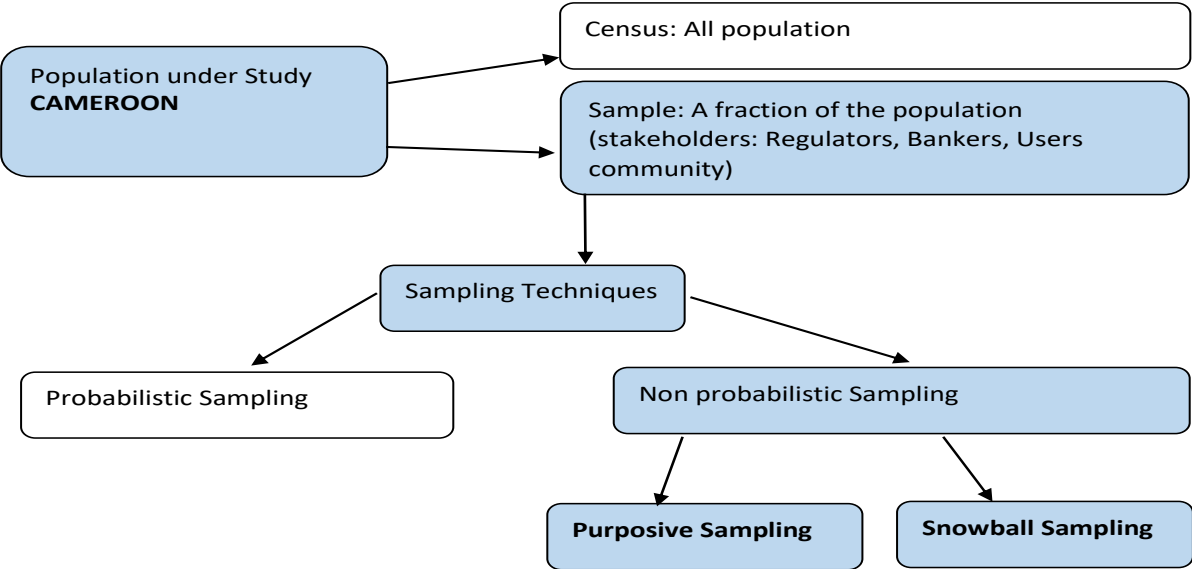 Census: All population
Population under Study
CAMEROON
Sample: A fraction of the population
(stakeholders: Regulators, Bankers, Users
community)
Sampling Techniques
Probabilistic Sampling
Non probabilistic Sampling
Purposive Sampling
Snowball Sampling